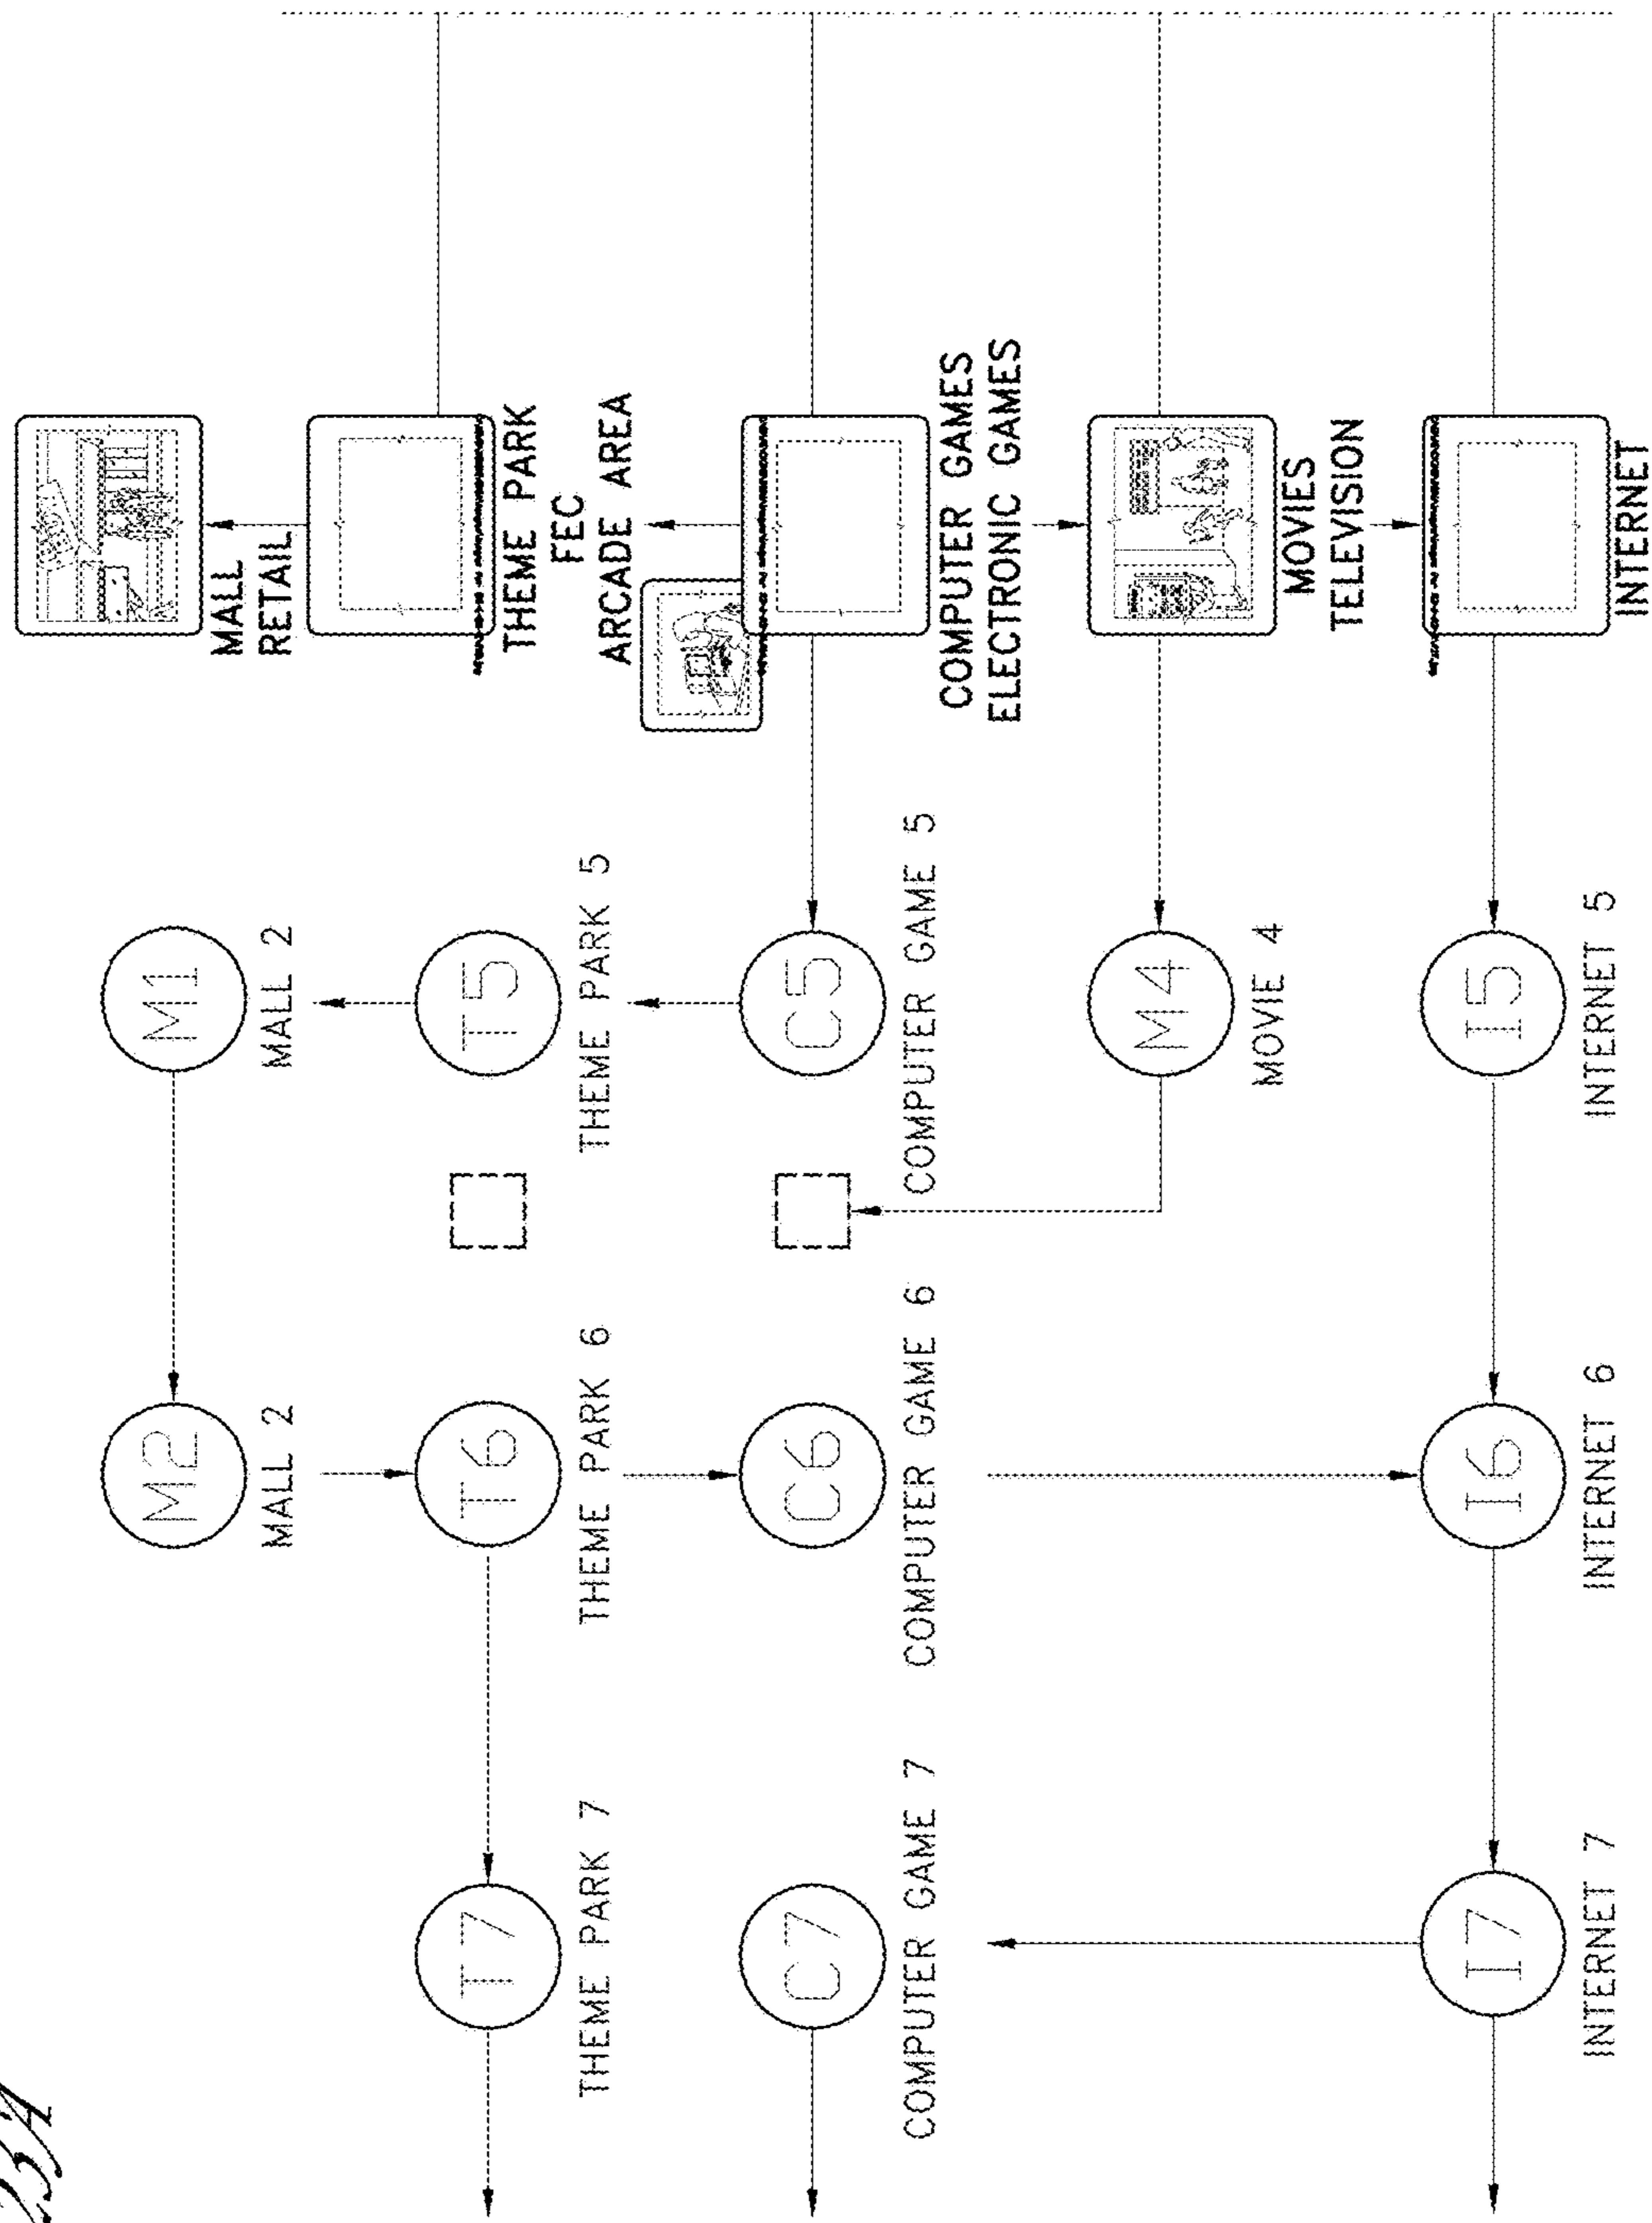 MALL
RETAIL
THEME PARK
FEC
ARCADE AREA
COMPUTER GAMES
ELECTRONIC GAMES
MOVIES
TELEVISION
INTERNET
M1
MALL 2
T5
THEME PARK 5
C5
COMPUTER GAME 5
M4
MOVIE 4
I5
INTERNET 5
M2
MALL 2
T6
THEME PARK 6
C6
COMPUTER GAME 6
I6
INTERNET 6
T7
THEME PARK 7
C7
COMPUTER GAME 7
I7
INTERNET 7
23A